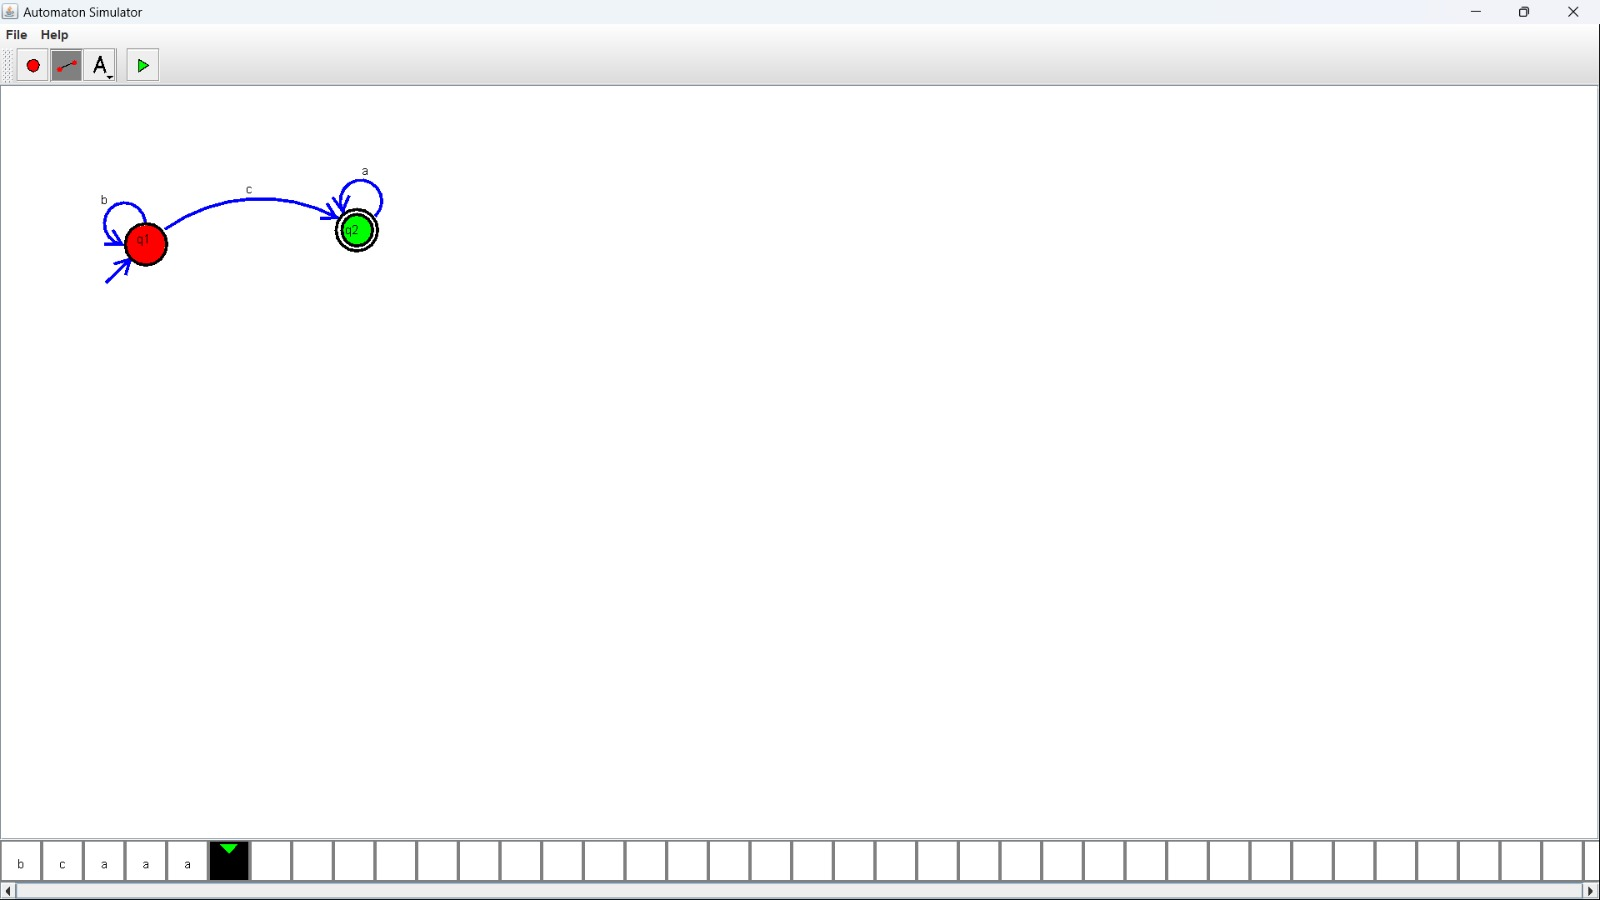 Automaton Simulator
File Help
A
a
c
b
q2
q1
b c a a a